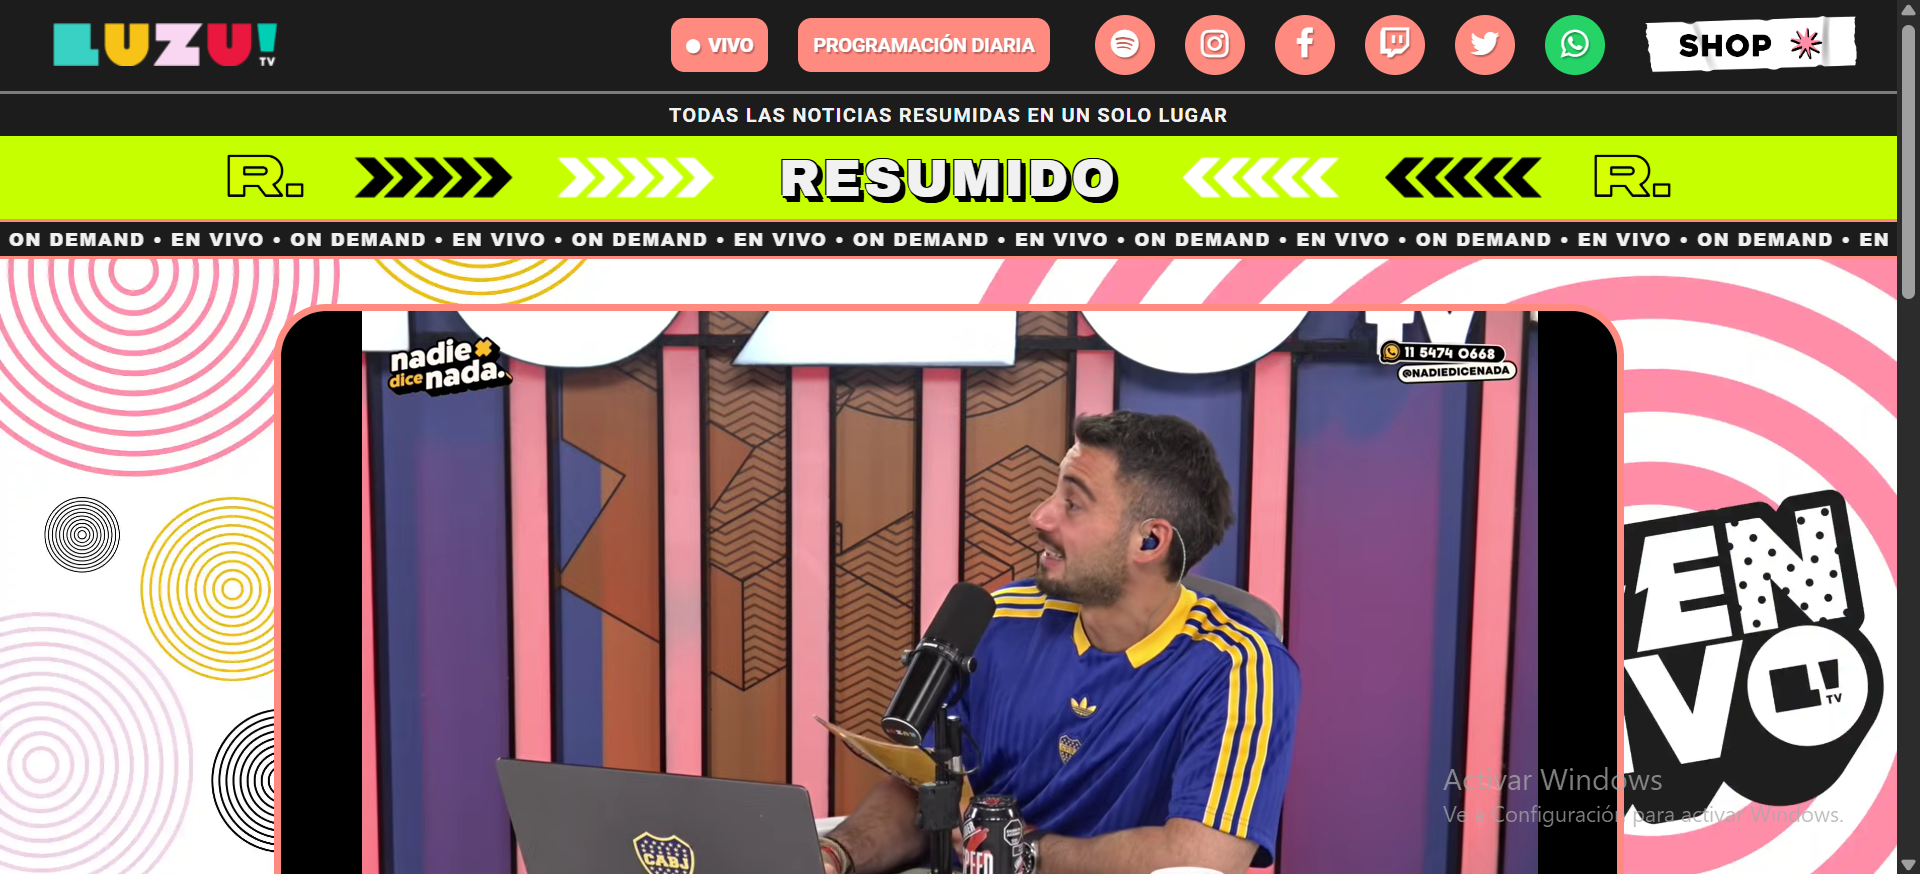 LUZU! TV
VIVO
PROGRAMACIÓN DIARIA
SHOP
TODAS LAS NOTICIAS RESUMIDAS EN UN SOLO LUGAR
R.
RESUMIDO
R.
ON DEMAND • EN VIVO • ON DEMAND • EN VIVO • ON DEMAND • EN VIVO • ON DEMAND • EN VIVO • ON DEMAND • EN VIVO • ON DEMAND • EN VIVO • ON DEMAND • EN
TV
nadie
dice nada.
11 5474 0668
@NADIEDICENADA
EN
VIVO
L! TV
CABJ
SPEED
Activar Windows
Ve a Configuración para activar Windows.